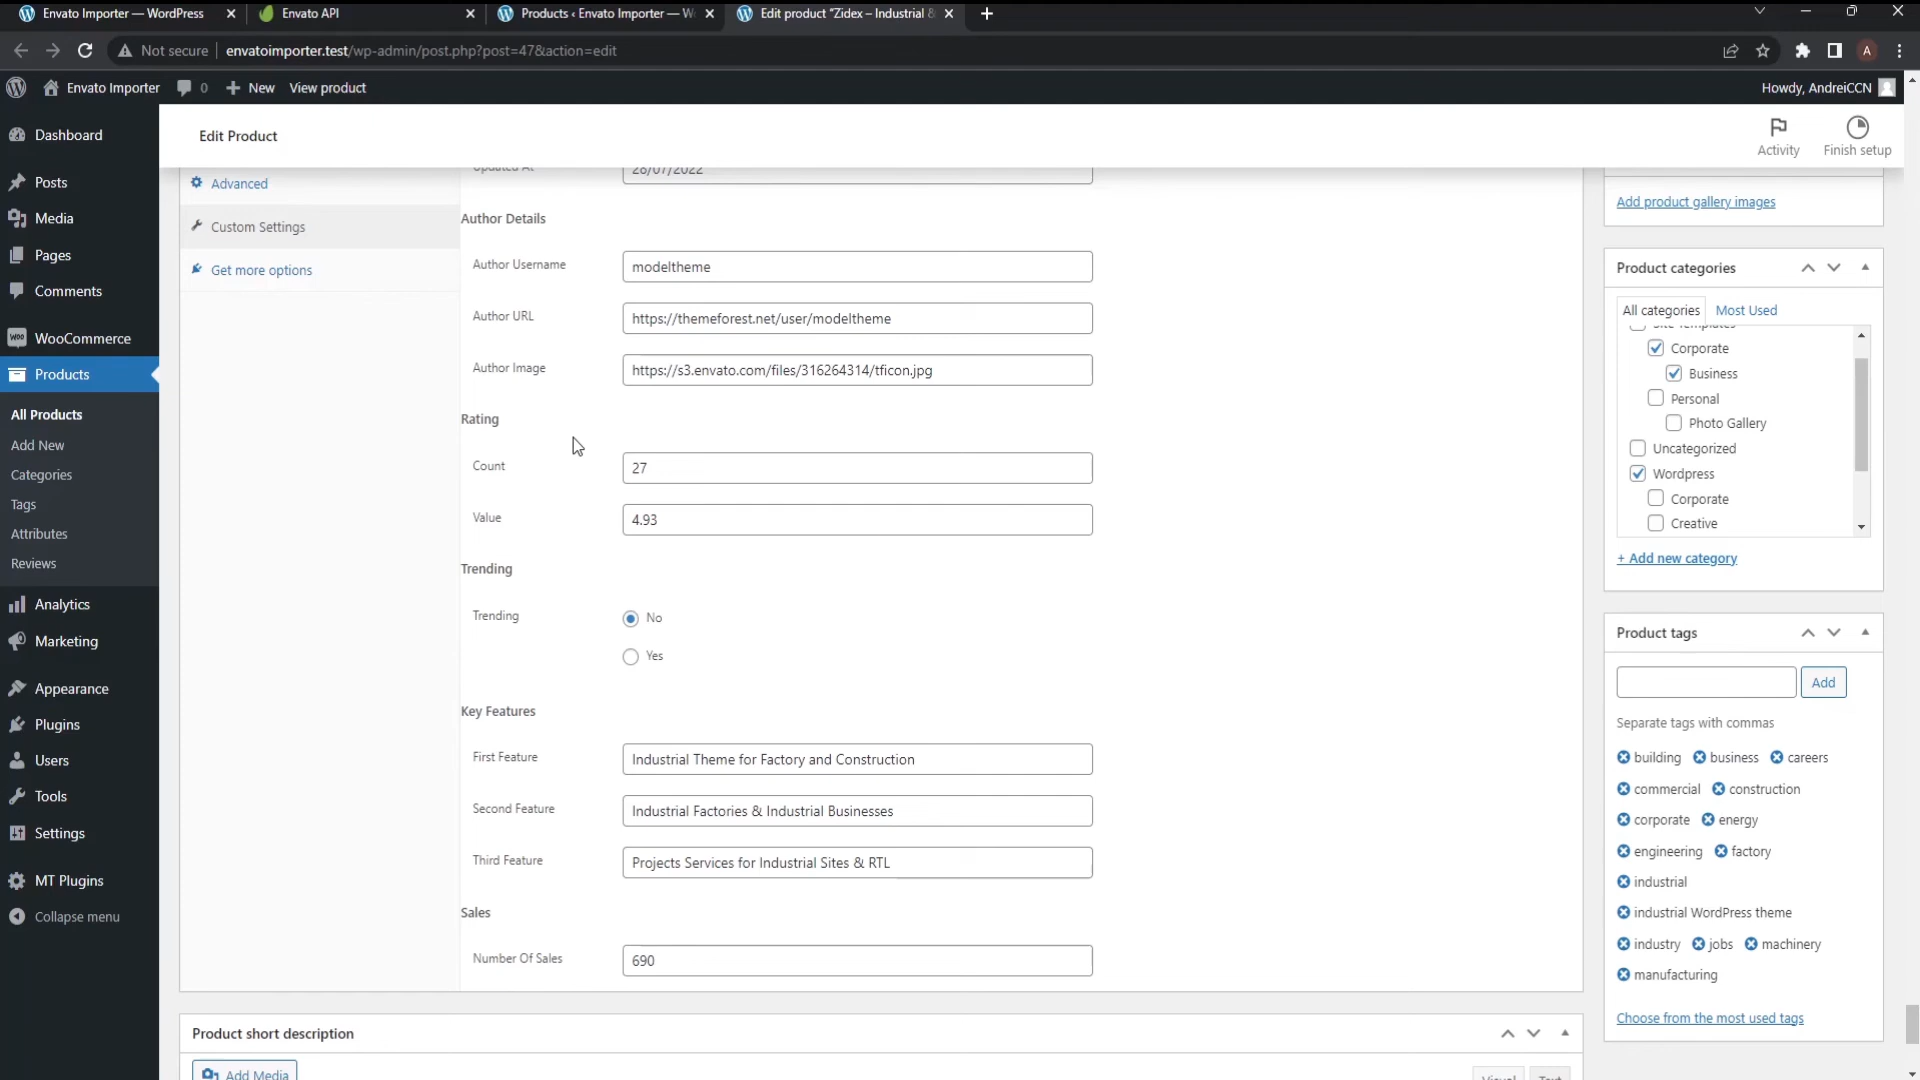 Envato Importer — WordPress
Envato API
Products ‹ Envato Importer — W
Edit product "Zidex – Industrial &
Not secure
envatoimporter.test/wp-admin/post.php?post=47&action=edit
A
Envato Importer
0
New
View product
Howdy, AndreiCCN
Dashboard
Posts
Media
Pages
Comments
WooCommerce
Products
All Products
Add New
Categories
Tags
Attributes
Reviews
Analytics
Marketing
Appearance
Plugins
Users
Tools
Settings
MT Plugins
Collapse menu
Edit Product
Activity
Finish setup
Advanced
Custom Settings
Get more options
Updated At
28/07/2022
Author Details
Author Username
modeltheme
Author URL
https://themeforest.net/user/modeltheme
Author Image
https://s3.envato.com/files/316264314/tficon.jpg
Rating
Count
27
Value
4.93
Trending
Trending
No
Yes
Key Features
First Feature
Industrial Theme for Factory and Construction
Second Feature
Industrial Factories & Industrial Businesses
Third Feature
Projects Services for Industrial Sites & RTL
Sales
Number Of Sales
690
Product short description
Add Media
Visual
Text
Add product gallery images
Product categories
All categories
Most Used
Site Templates
Corporate
Business
Personal
Photo Gallery
Uncategorized
Wordpress
Corporate
Creative
+ Add new category
Product tags
Add
Separate tags with commas
building business careers
commercial construction
corporate energy
engineering factory
industrial
industrial WordPress theme
industry jobs machinery
manufacturing
Choose from the most used tags